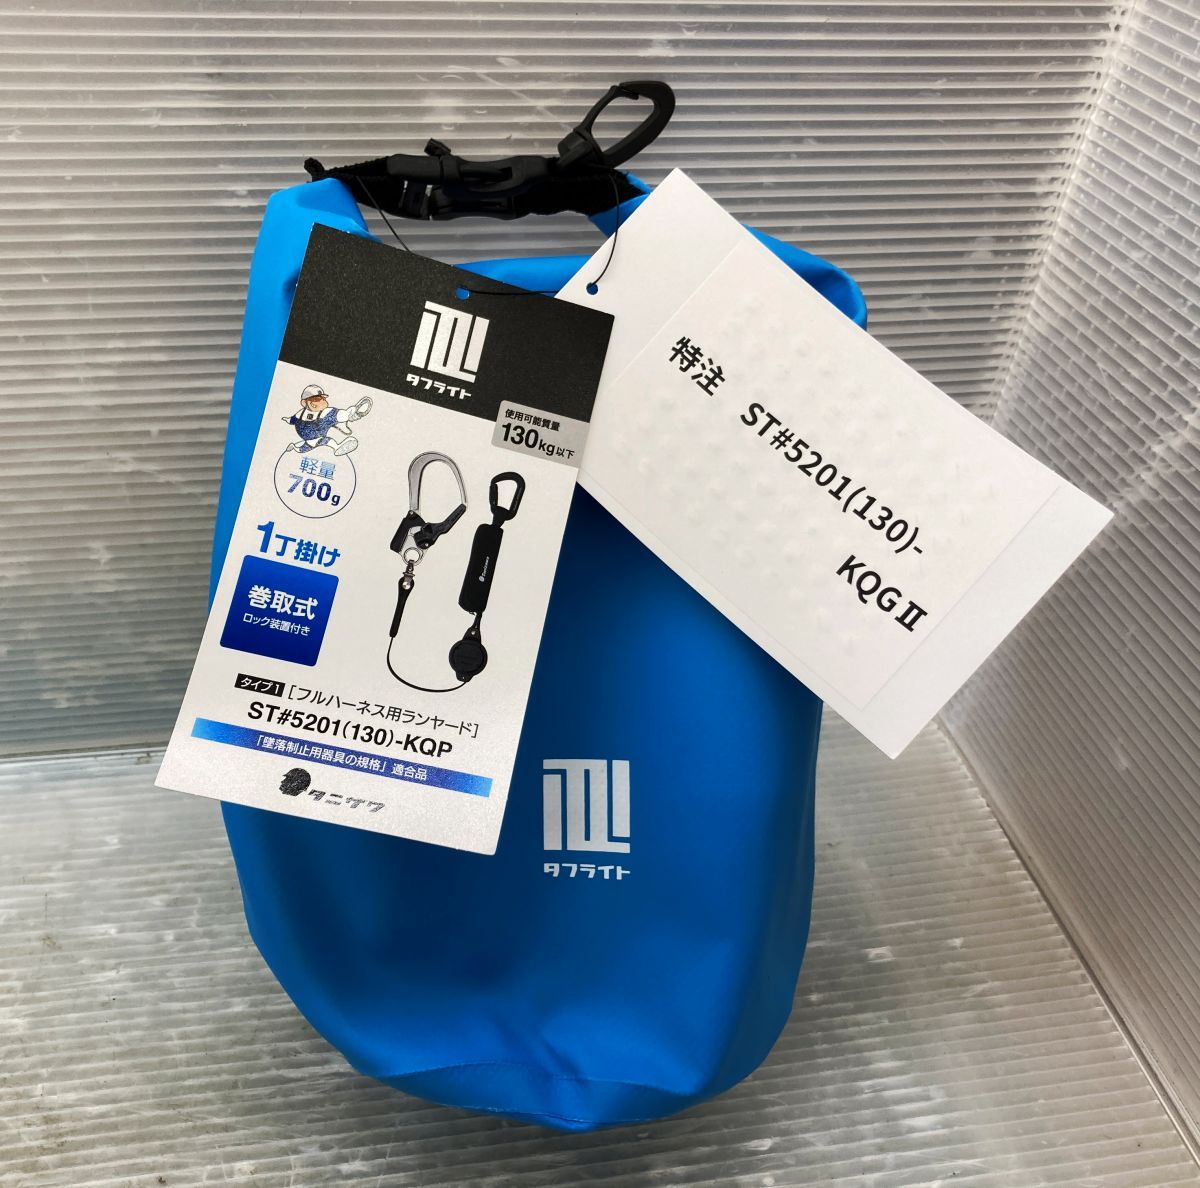 タフライト
使用可能質量
130kg以下
軽量
700g
1丁掛け
巻取式
ロック装置付き
タイプ1 [フルハーネス用ランヤード]
ST#5201(130)-KQP
「墜落制止用器具の規格」適合品
タニザワ
特注 ST#5201(130)-
KQGⅡ
タフライト